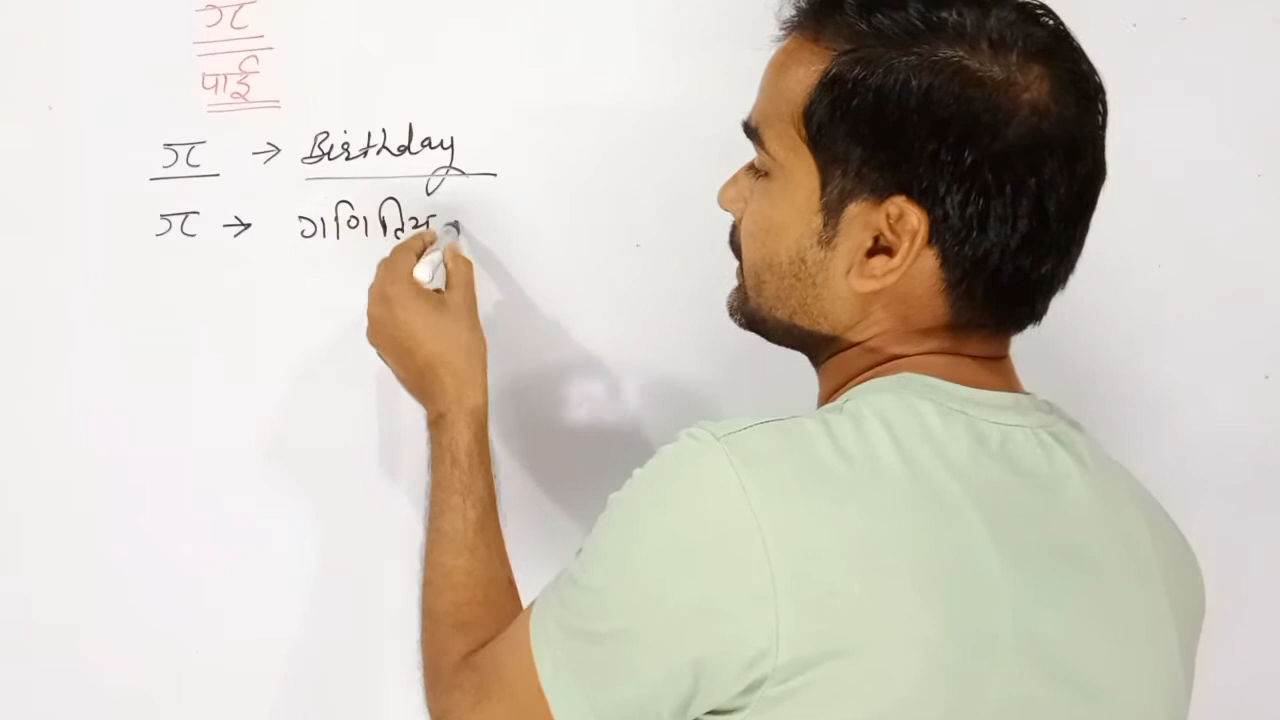 π
पाई
π → Birthday
π → गणितिय